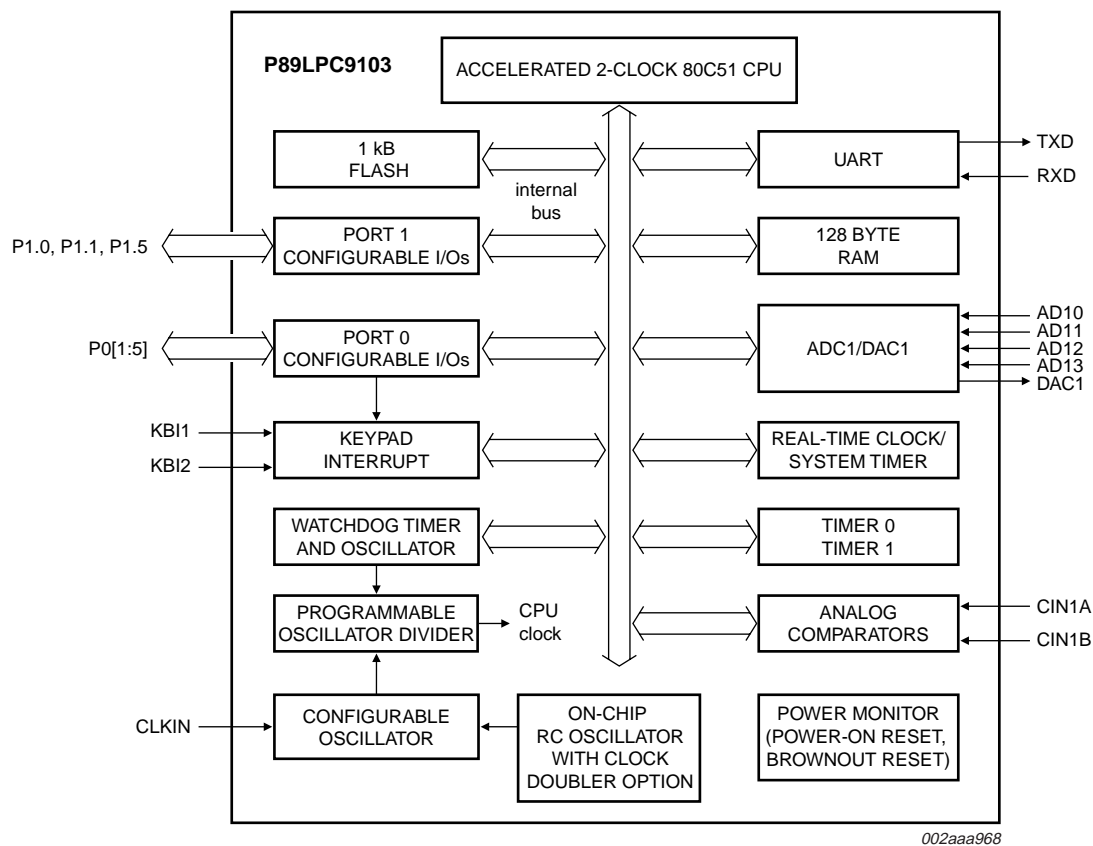 P89LPC9103
ACCELERATED 2-CLOCK 80C51 CPU
1 kB
FLASH
internal
bus
UART
TXD
RXD
P1.0, P1.1, P1.5
PORT 1
CONFIGURABLE I/Os
128 BYTE
RAM
P0[1:5]
PORT 0
CONFIGURABLE I/Os
ADC1/DAC1
AD10
AD11
AD12
AD13
DAC1
KBI1
KBI2
KEYPAD
INTERRUPT
REAL-TIME CLOCK/
SYSTEM TIMER
WATCHDOG TIMER
AND OSCILLATOR
TIMER 0
TIMER 1
PROGRAMMABLE
OSCILLATOR DIVIDER
CPU
clock
ANALOG
COMPARATORS
CIN1A
CIN1B
CLKIN
CONFIGURABLE
OSCILLATOR
ON-CHIP
RC OSCILLATOR
WITH CLOCK
DOUBLER OPTION
POWER MONITOR
(POWER-ON RESET,
BROWNOUT RESET)
002aaa968